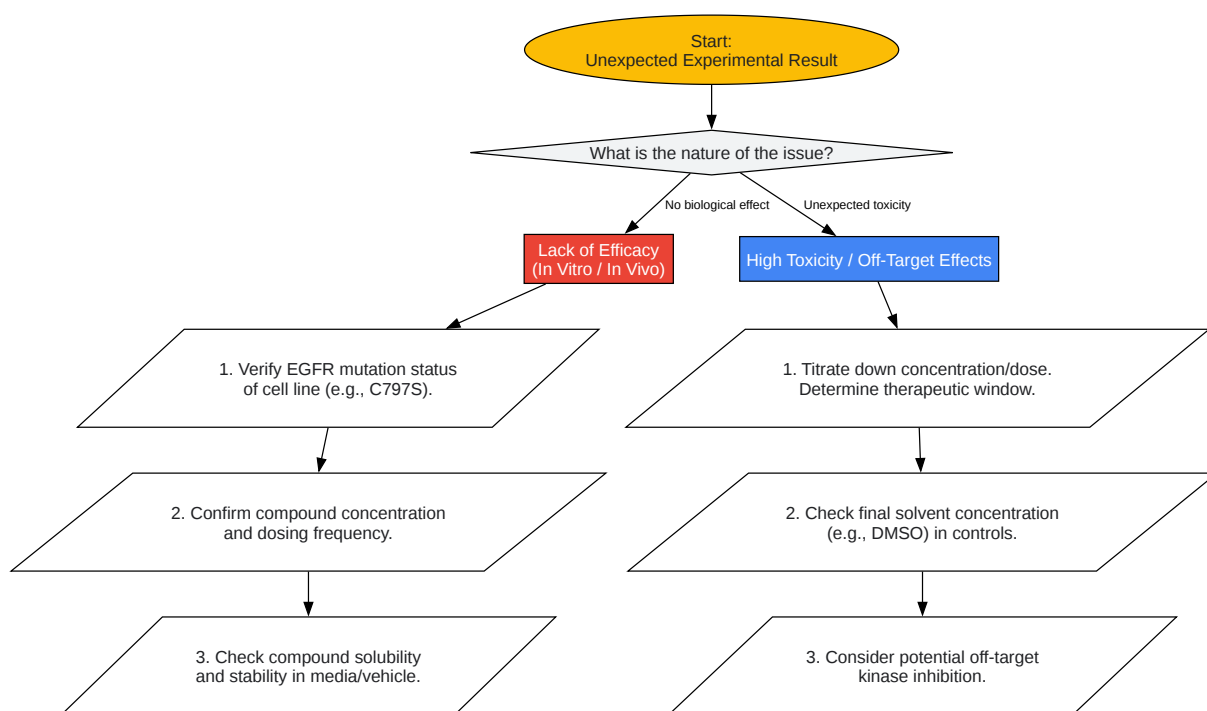 Start:
Unexpected Experimental Result
What is the nature of the issue?
No biological effect
Unexpected toxicity
Lack of Efficacy
(In Vitro / In Vivo)
High Toxicity / Off-Target Effects
1. Verify EGFR mutation status
of cell line (e.g., C797S).
1. Titrate down concentration/dose.
Determine therapeutic window.
2. Confirm compound concentration
and dosing frequency.
2. Check final solvent concentration
(e.g., DMSO) in controls.
3. Check compound solubility
and stability in media/vehicle.
3. Consider potential off-target
kinase inhibition.